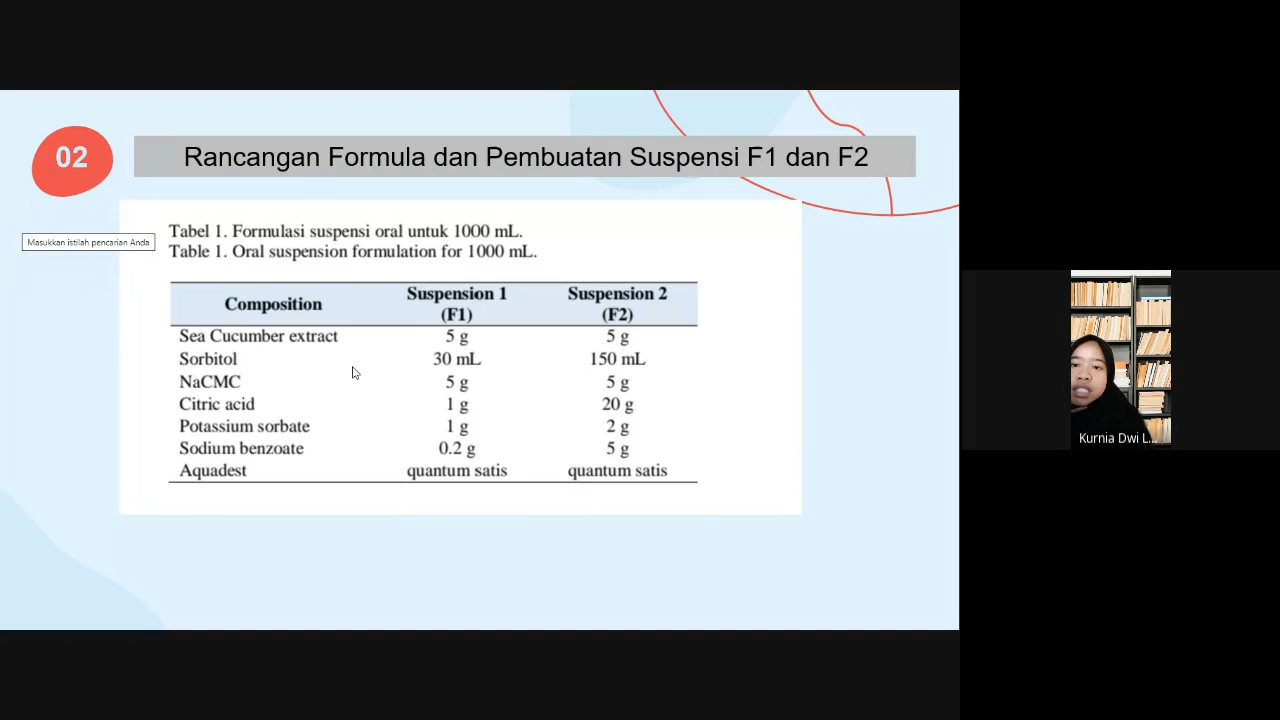 02
Rancangan Formula dan Pembuatan Suspensi F1 dan F2
Tabel 1. Formulasi suspensi oral untuk 1000 mL.
Masukkan istilah pencarian Anda
Table 1. Oral suspension formulation for 1000 mL.
Composition Suspension 1 (F1) Suspension 2 (F2)
Sea Cucumber extract 5 g 5 g
Sorbitol 30 mL 150 mL
NaCMC 5 g 5 g
Citric acid 1 g 20 g
Potassium sorbate 1 g 2 g
Sodium benzoate 0.2 g 5 g
Aquadest quantum satis quantum satis
Kurnia Dwi L...